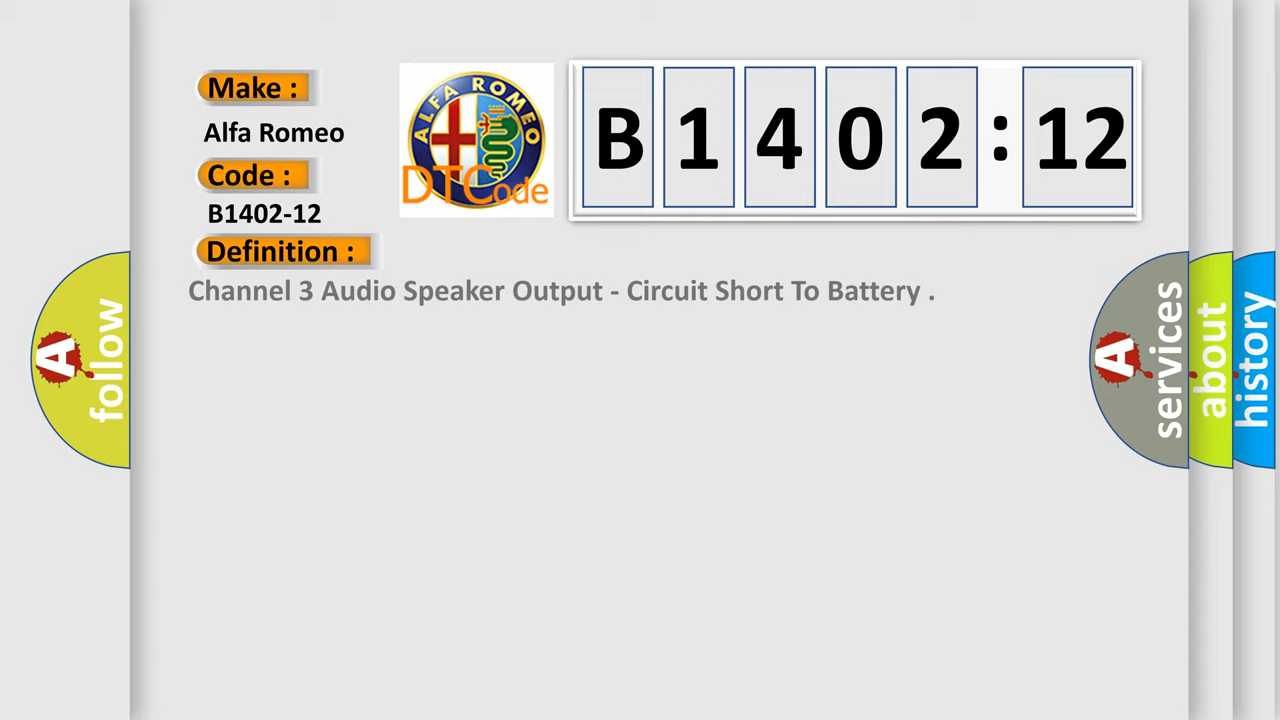 Make :
Alfa Romeo
Code :
B1402-12
Definition :
Channel 3 Audio Speaker Output - Circuit Short To Battery .
ALFA ROMEO
DTCode
B 1 4 0 2 : 12
A follow
A services
about
history